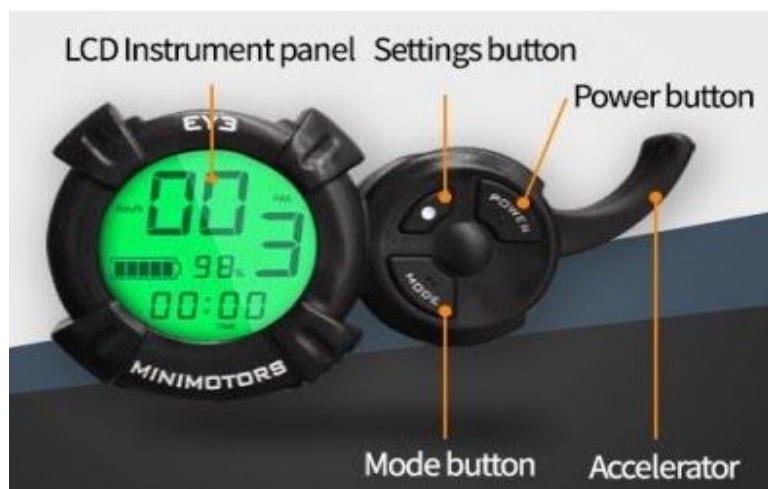 LCD Instrument panel Settings button
Power button
EY3
POWER
km/h 00 PAS
3
98%
MODE
00:00
TIME
MINIMOTORS
Mode button Accelerator